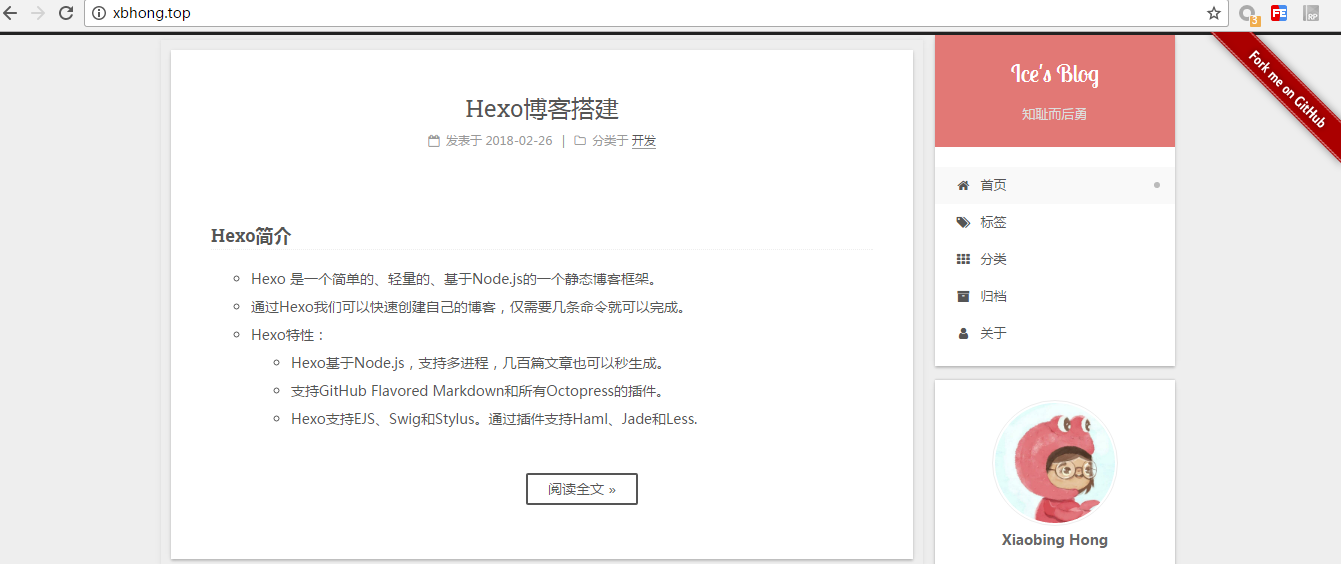 xbhong.top
3
FE
RP
Hexo博客搭建
发表于 2018-02-26 | 分类于 开发
Hexo简介
Hexo 是一个简单的、轻量的、基于Node.js的一个静态博客框架。
通过Hexo我们可以快速创建自己的博客，仅需要几条命令就可以完成。
Hexo特性：
Hexo基于Node.js，支持多进程，几百篇文章也可以秒生成。
支持GitHub Flavored Markdown和所有Octopress的插件。
Hexo支持EJS、Swig和Stylus。通过插件支持Haml、Jade和Less.
阅读全文 »
Ice's Blog
知耻而后勇
首页
标签
分类
归档
关于
Xiaobing Hong
Fork me on GitHub